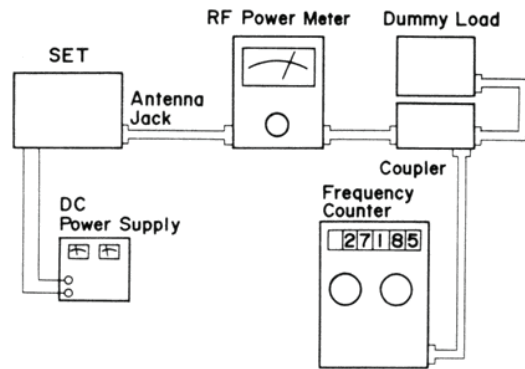 RF Power Meter
Dummy Load
SET
Antenna
Jack
Coupler
Frequency
Counter
27185
DC
Power Supply